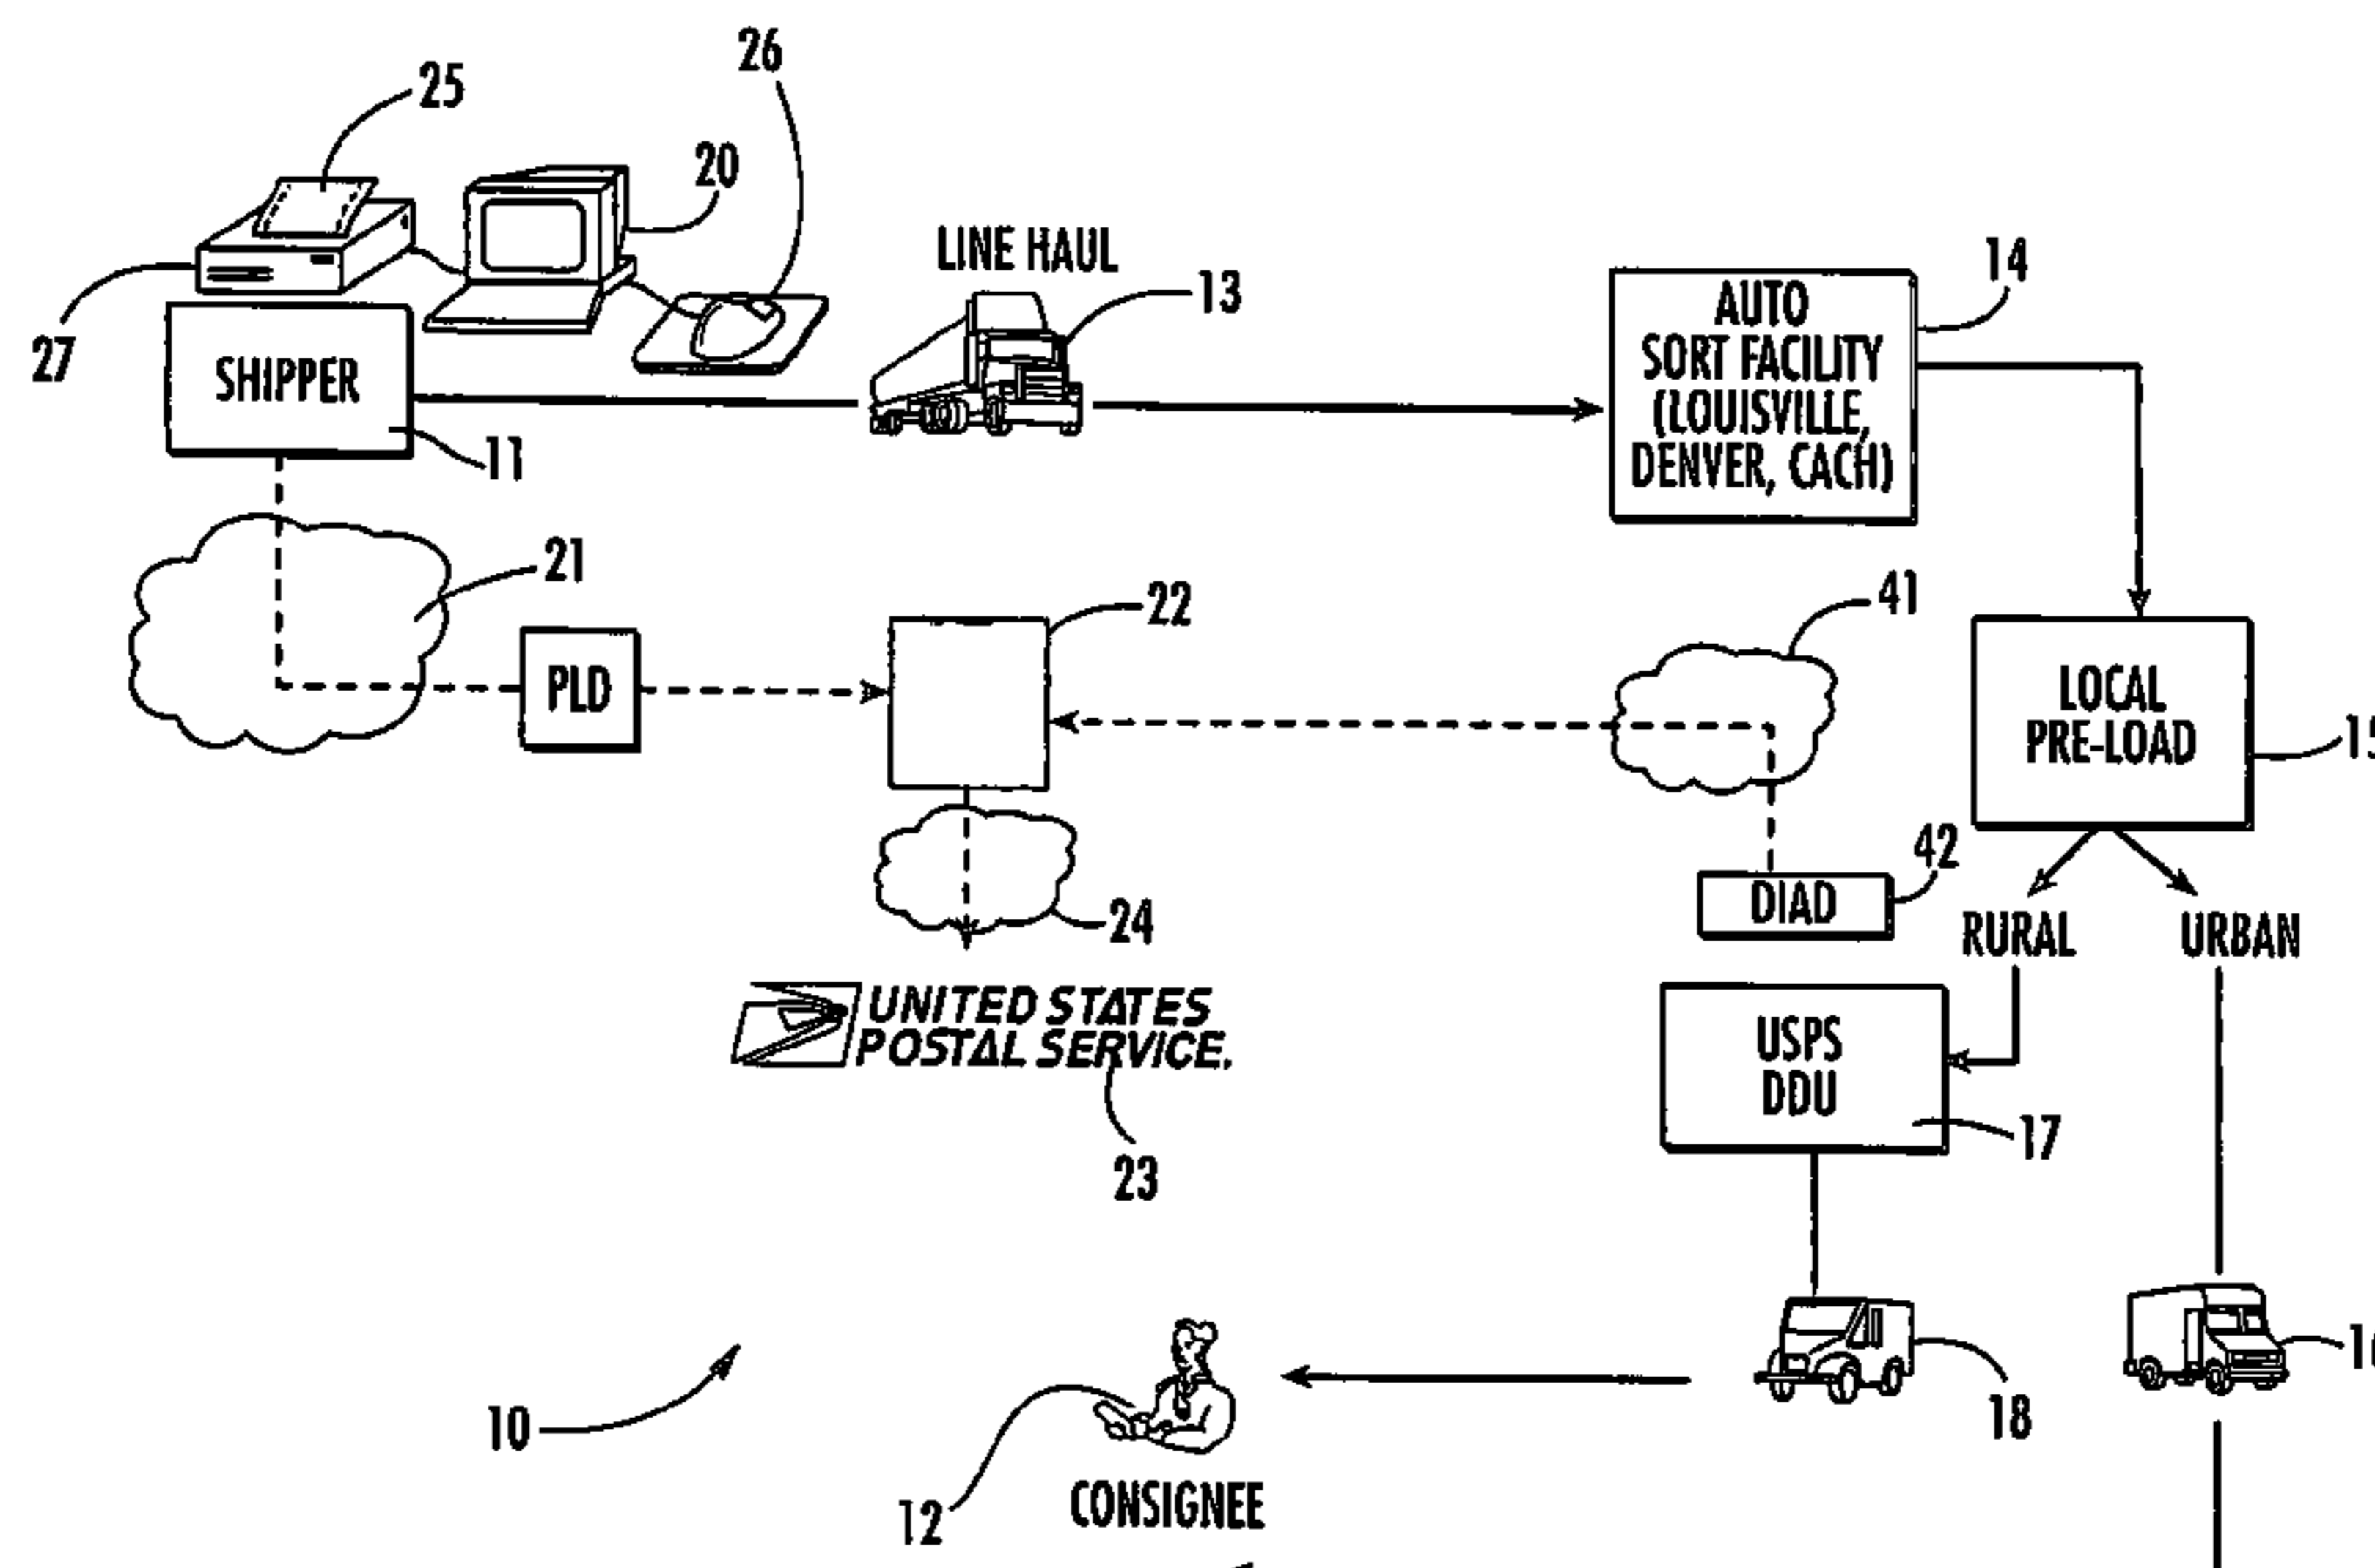 26
25
20
LINE HAUL
13
14
AUTO
SORT FACILITY
(LOUISVILLE,
DENVER, CACH)
27
SHIPPER
11
21
22
41
PLD
LOCAL
PRE-LOAD
42
DIAD
24
RURAL
URBAN
UNITED STATES
POSTAL SERVICE.
23
USPS
DDU
17
18
10
12
CONSIGNEE